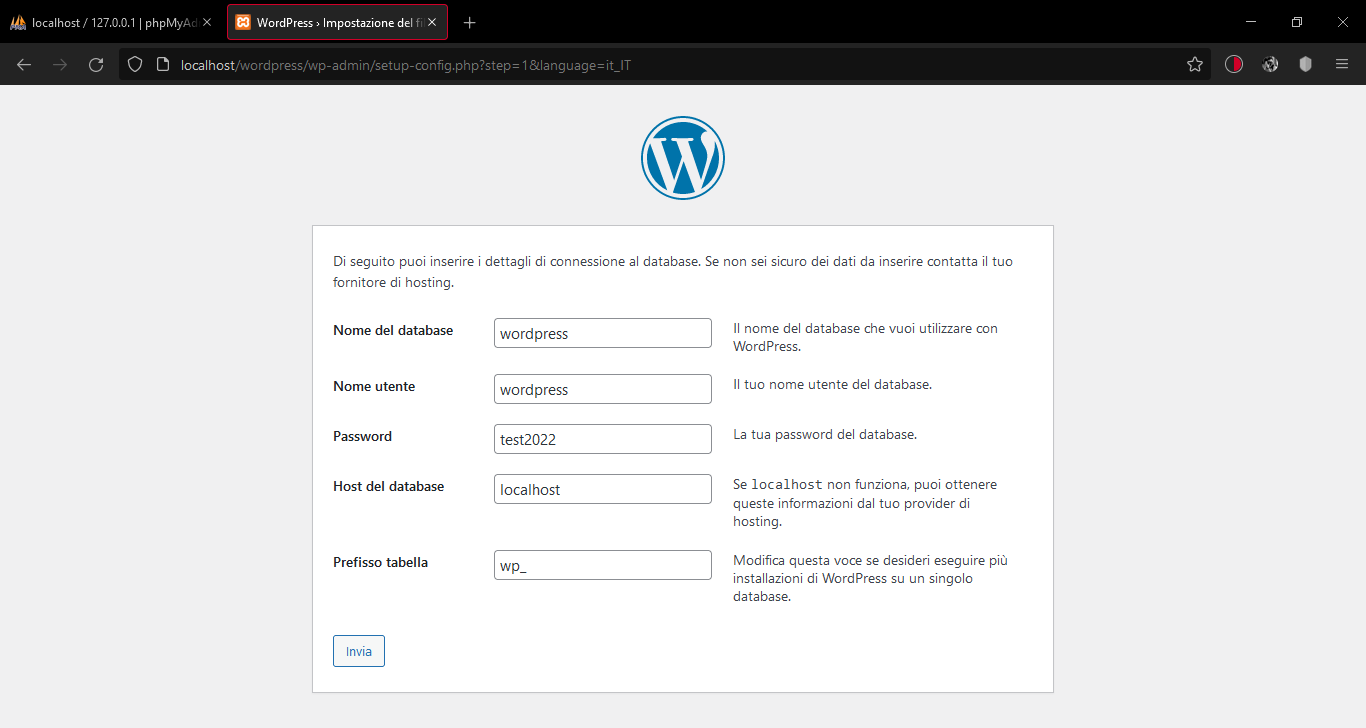 localhost / 127.0.0.1 | phpMyAd
WordPress › Impostazione del fi
localhost/wordpress/wp-admin/setup-config.php?step=1&language=it_IT
Di seguito puoi inserire i dettagli di connessione al database. Se non sei sicuro dei dati da inserire contatta il tuo
fornitore di hosting.
Nome del database
wordpress
Il nome del database che vuoi utilizzare con
WordPress.
Nome utente
wordpress
Il tuo nome utente del database.
Password
test2022
La tua password del database.
Host del database
localhost
Se localhost non funziona, puoi ottenere
queste informazioni dal tuo provider di
hosting.
Prefisso tabella
wp_
Modifica questa voce se desideri eseguire più
installazioni di WordPress su un singolo
database.
Invia